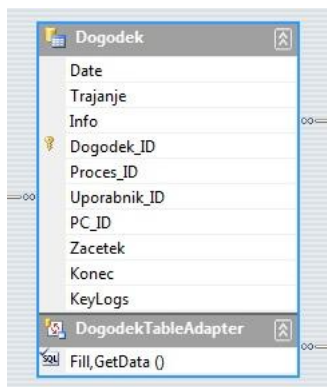 Dogodek
Date
Trajanje
Info
Dogodek_ID
Proces_ID
Uporabnik_ID
PC_ID
Zacetek
Konec
KeyLogs
DogodekTableAdapter
SQL Fill,GetData ()